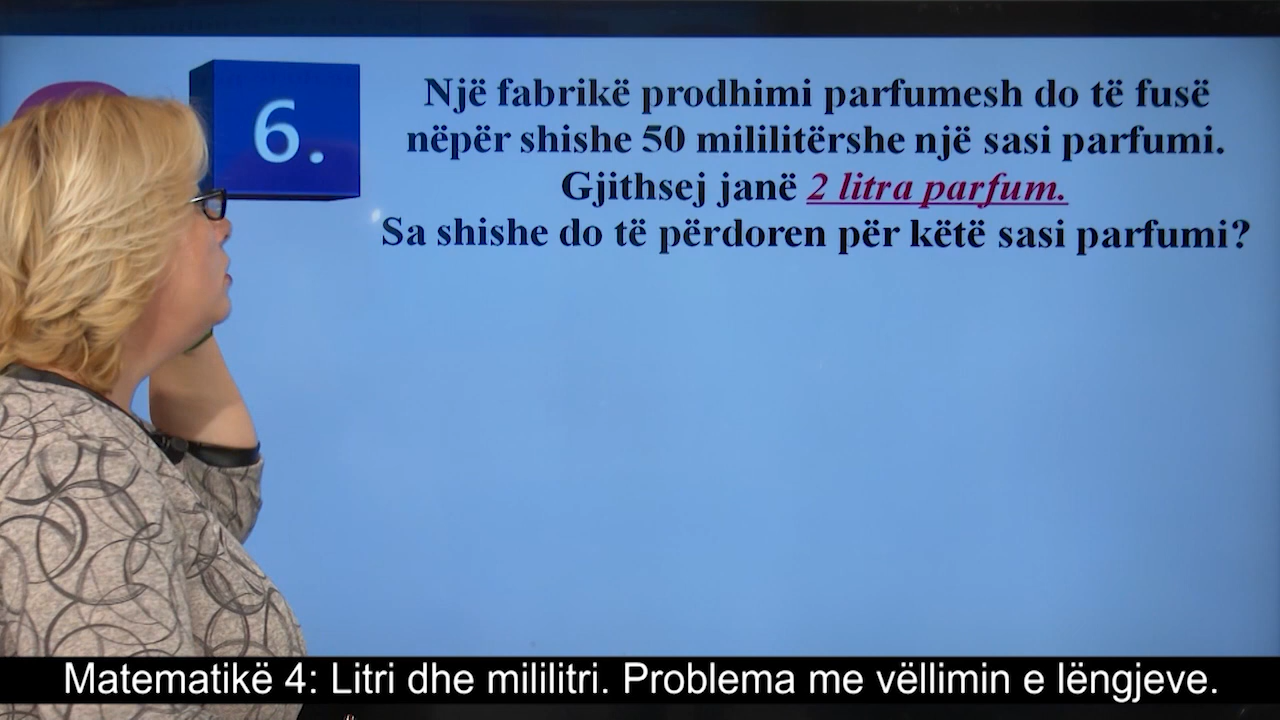 6.
Një fabrikë prodhimi parfumesh do të fusë
nëpër shishe 50 mililitërshe një sasi parfumi.
Gjithsej janë 2 litra parfum.
Sa shishe do të përdoren për këtë sasi parfumi?
Matematikë 4: Litri dhe mililitri. Problema me vëllimin e lëngjeve.